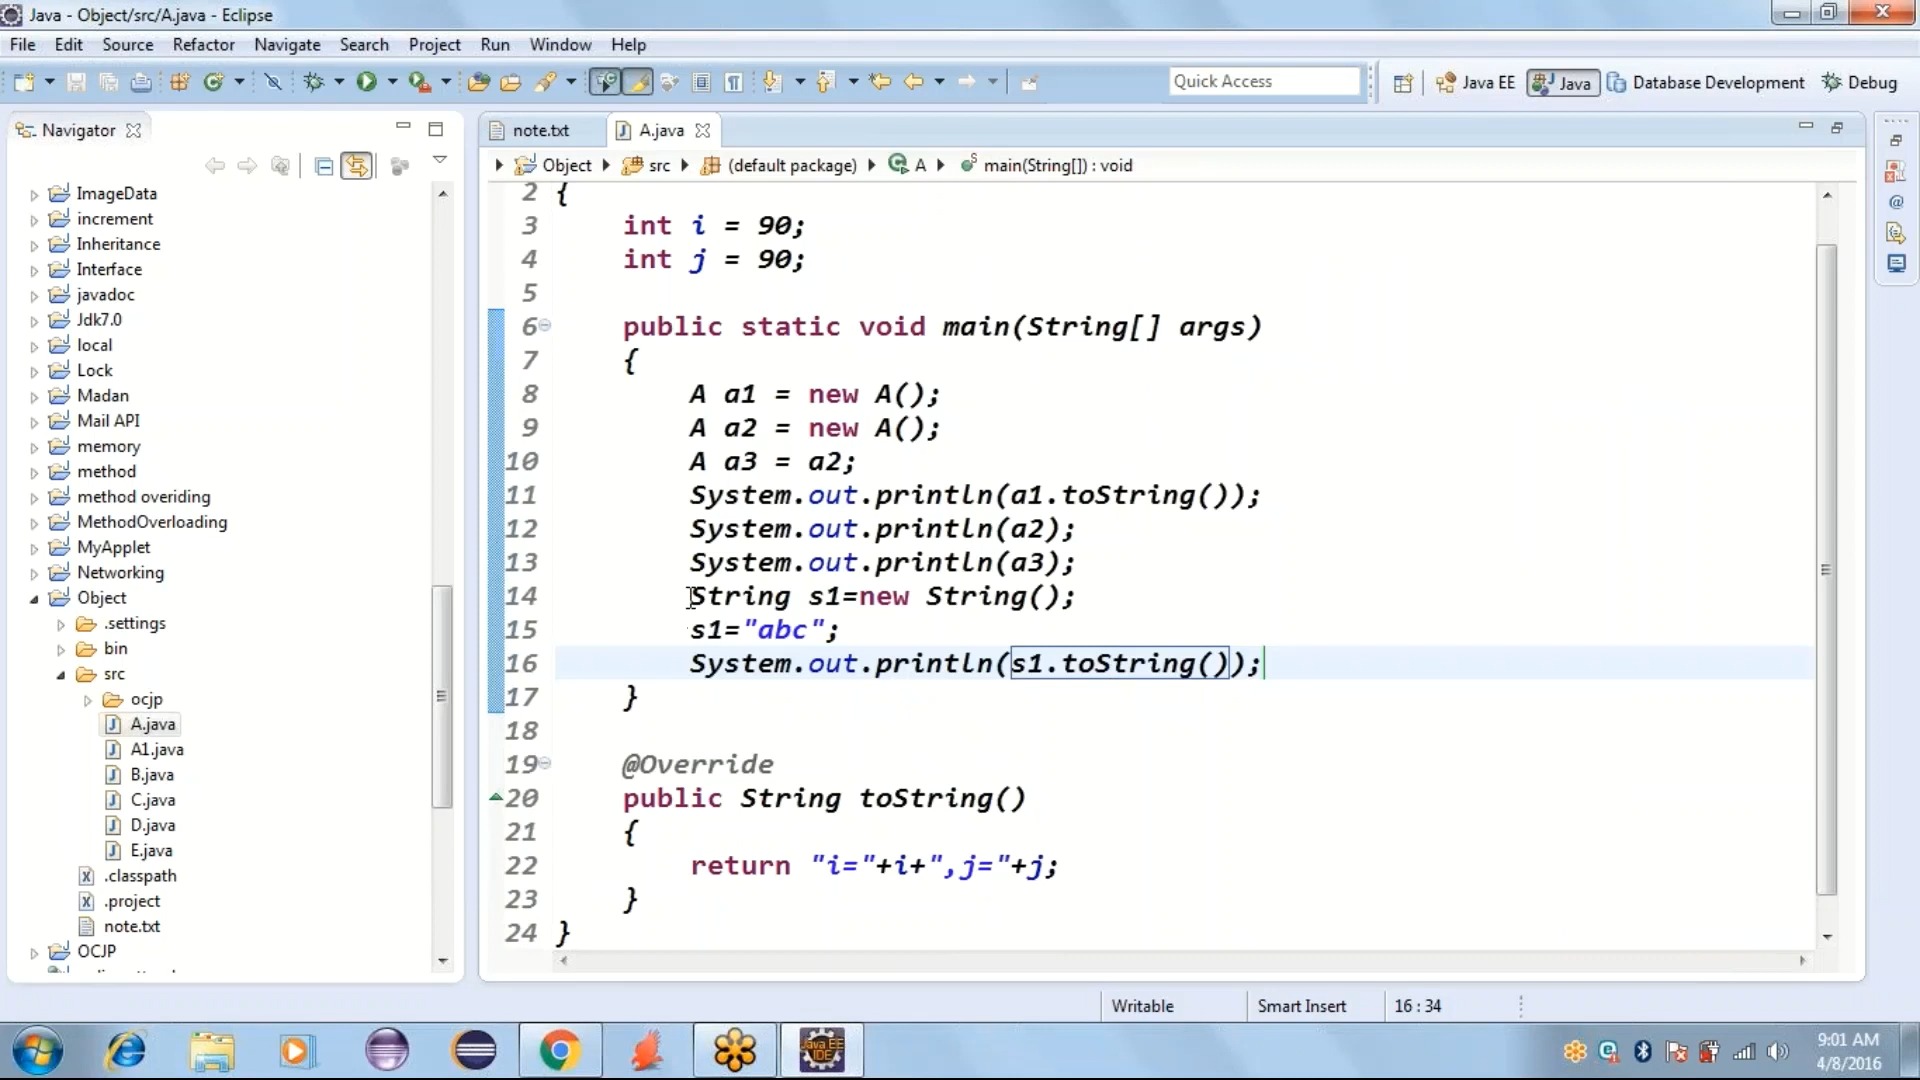 Java - Object/src/A.java - Eclipse
File Edit Source Refactor Navigate Search Project Run Window Help
Quick Access
Java EE Java Database Development Debug
Navigator
note.txt A.java
Object src (default package) A main(String[]) : void
ImageData
increment
Inheritance
Interface
javadoc
Jdk7.0
local
Lock
Madan
Mail API
memory
method
method overiding
MethodOverloading
MyApplet
Networking
Object
.settings
bin
src
ocjp
A.java
A1.java
B.java
C.java
D.java
E.java
.classpath
.project
note.txt
OCJP
2 {
3 int i = 90;
4 int j = 90;
5
6 public static void main(String[] args)
7 {
8 A a1 = new A();
9 A a2 = new A();
10 A a3 = a2;
11 System.out.println(a1.toString());
12 System.out.println(a2);
13 System.out.println(a3);
14 String s1=new String();
15 s1="abc";
16 System.out.println(s1.toString());
17 }
18
19 @Override
20 public String toString()
21 {
22 return "i="+i+",j="+j;
23 }
24 }
Writable Smart Insert 16 : 34
Java EE
IDE
9:01 AM
4/8/2016